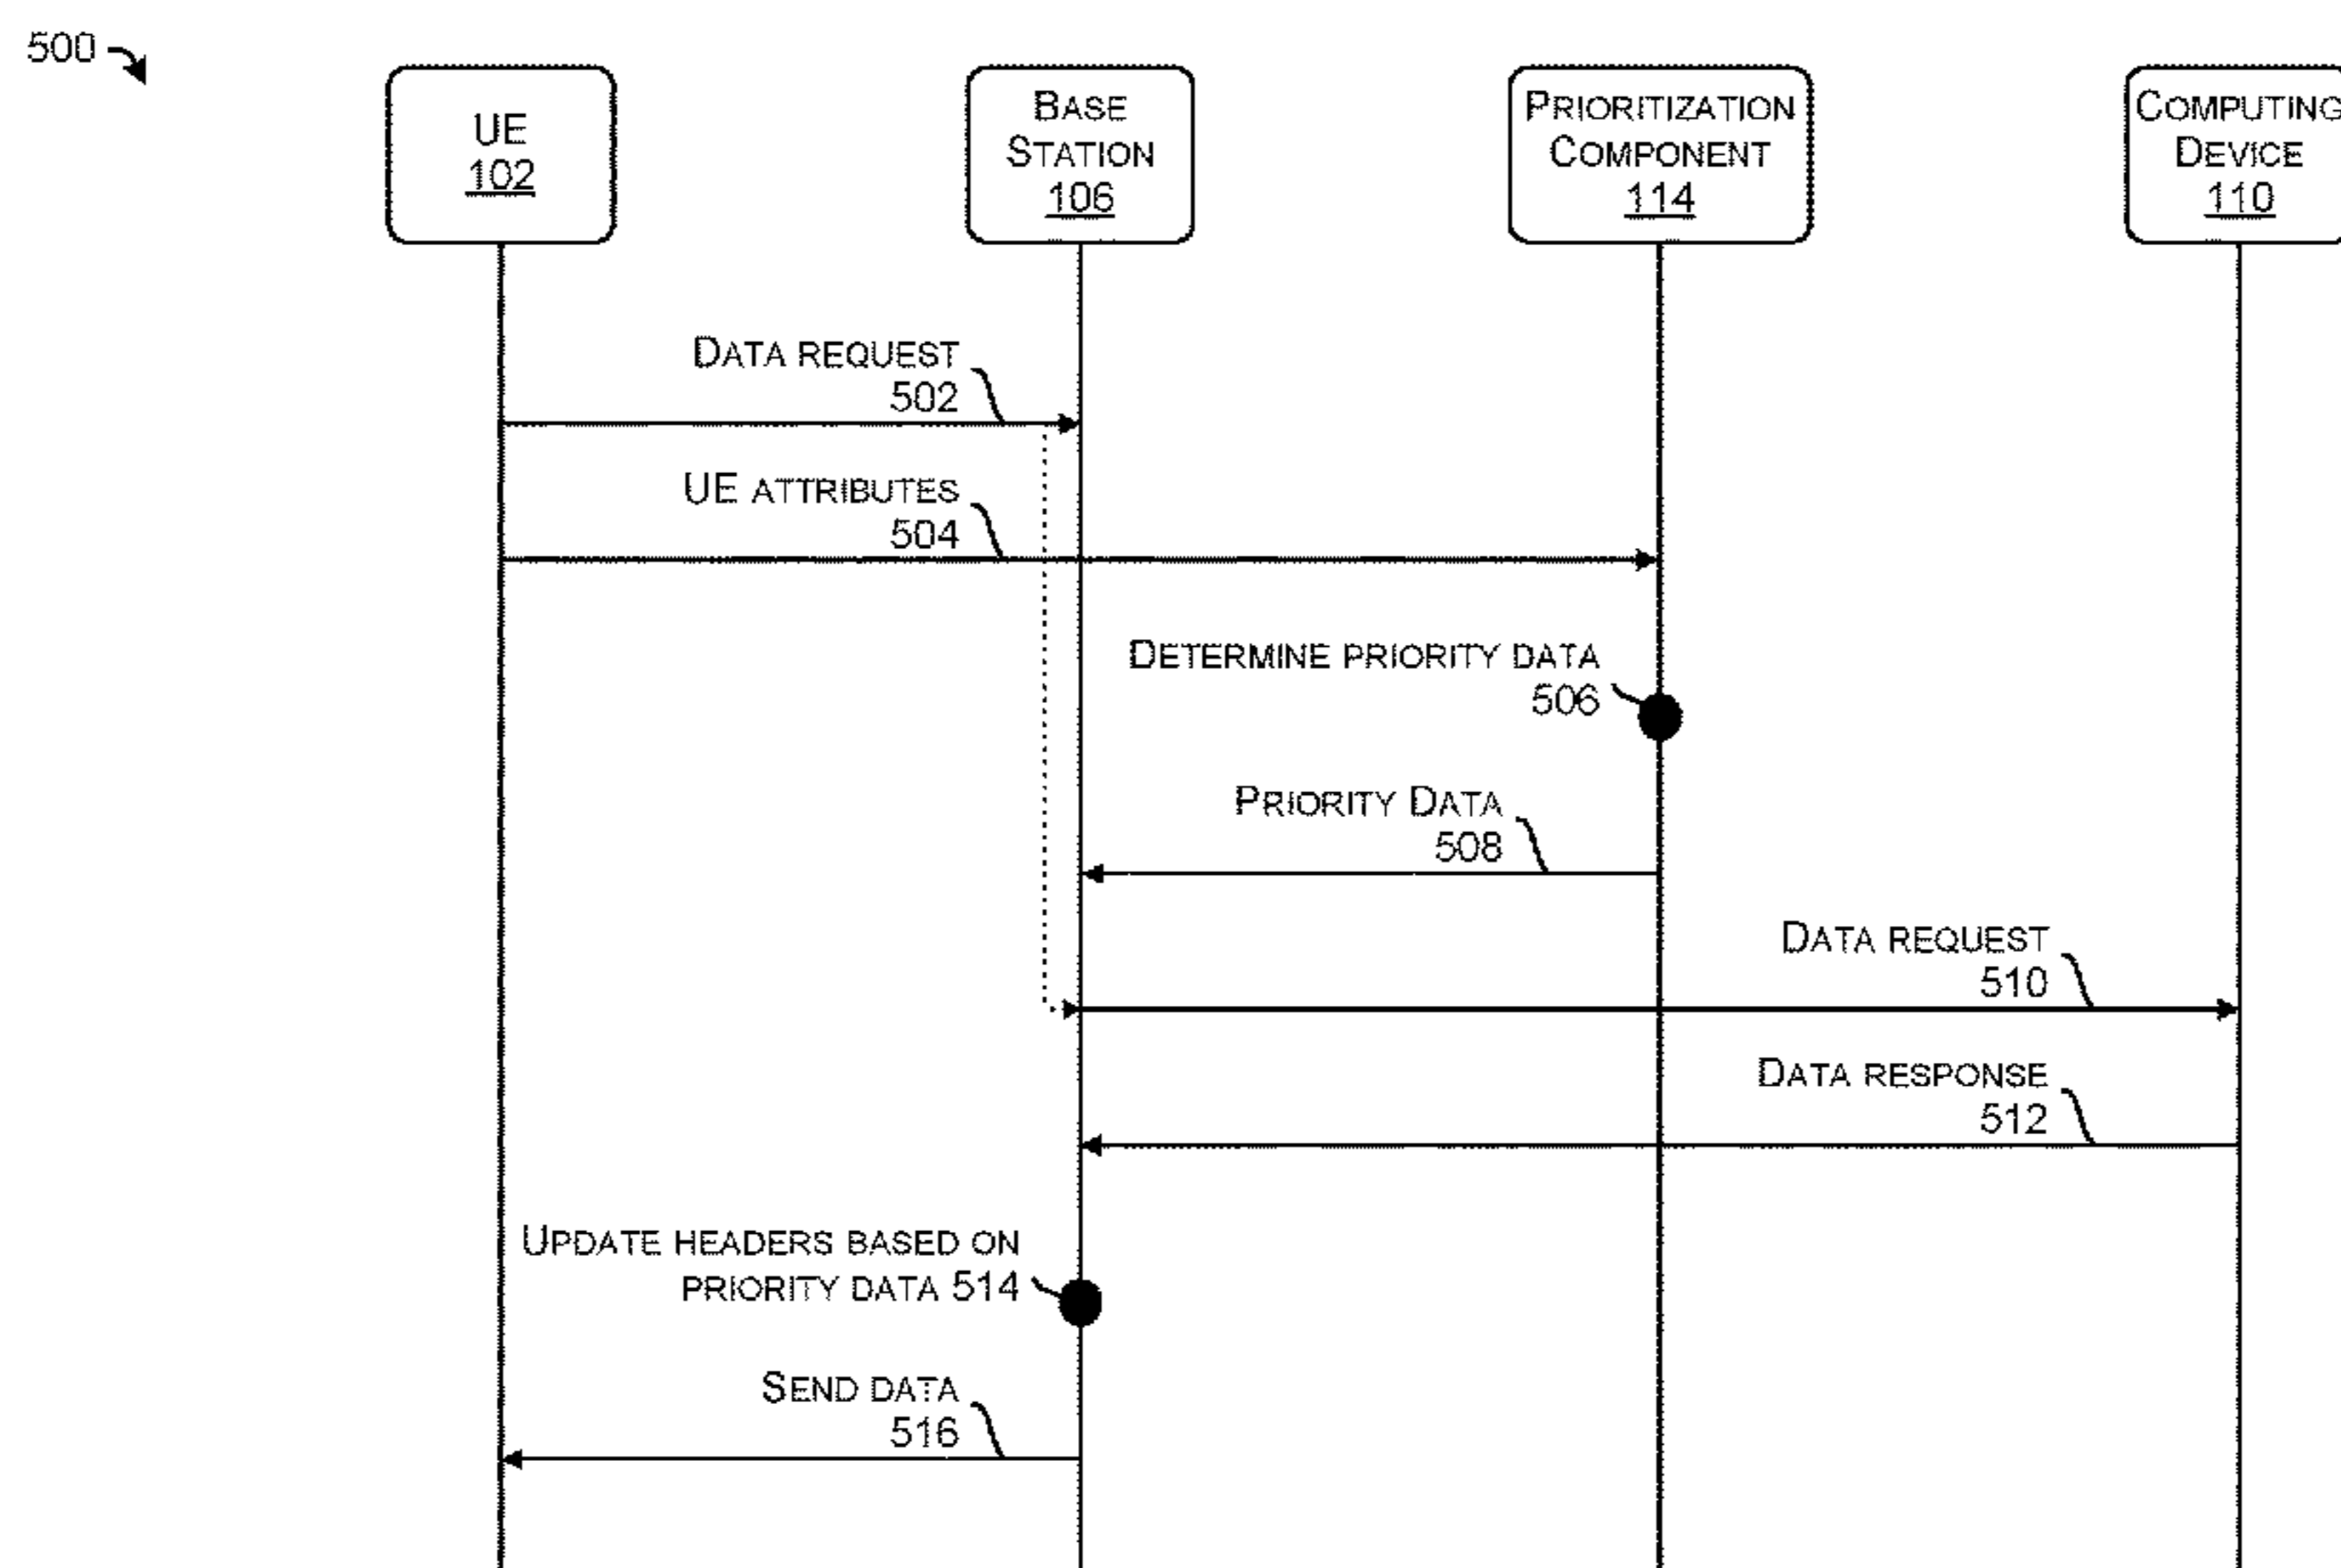 500
UE
102
BASE
STATION
106
PRIORITIZATION
COMPONENT
114
COMPUTING
DEVICE
110
DATA REQUEST
502
UE ATTRIBUTES
504
DETERMINE PRIORITY DATA
506
PRIORITY DATA
508
DATA REQUEST
510
DATA RESPONSE
512
UPDATE HEADERS BASED ON
PRIORITY DATA 514
SEND DATA
516